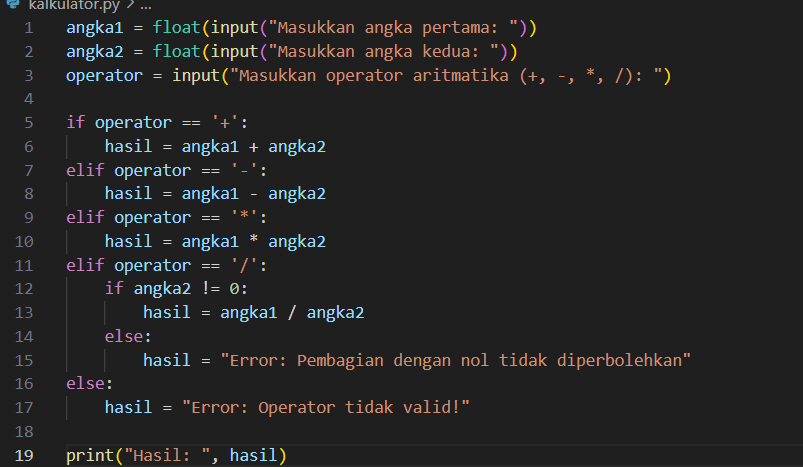 kalkulator.py > ...
1 angka1 = float(input("Masukkan angka pertama: "))
2 angka2 = float(input("Masukkan angka kedua: "))
3 operator = input("Masukkan operator aritmatika (+, -, *, /): ")
4
5 if operator == '+':
6     hasil = angka1 + angka2
7 elif operator == '-':
8     hasil = angka1 - angka2
9 elif operator == '*':
10     hasil = angka1 * angka2
11 elif operator == '/':
12     if angka2 != 0:
13         hasil = angka1 / angka2
14     else:
15         hasil = "Error: Pembagian dengan nol tidak diperbolehkan"
16 else:
17     hasil = "Error: Operator tidak valid!"
18
19 print("Hasil: ", hasil)